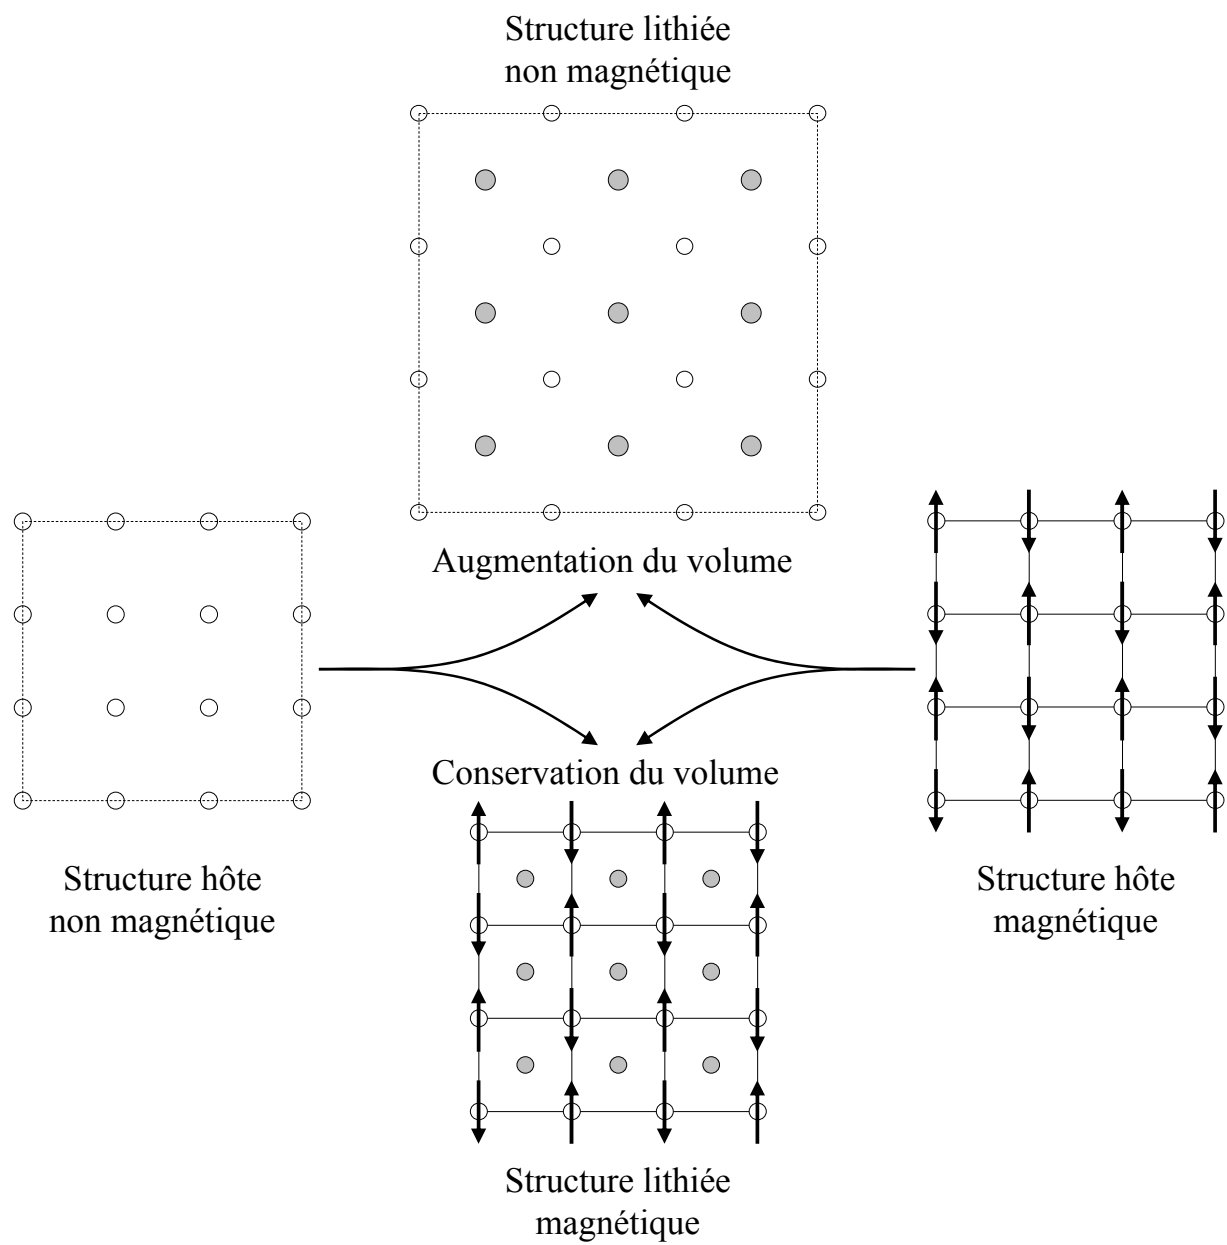 Structure lithiée
non magnétique
Augmentation du volume
Conservation du volume
Structure hôte
non magnétique
Structure hôte
magnétique
Structure lithiée
magnétique